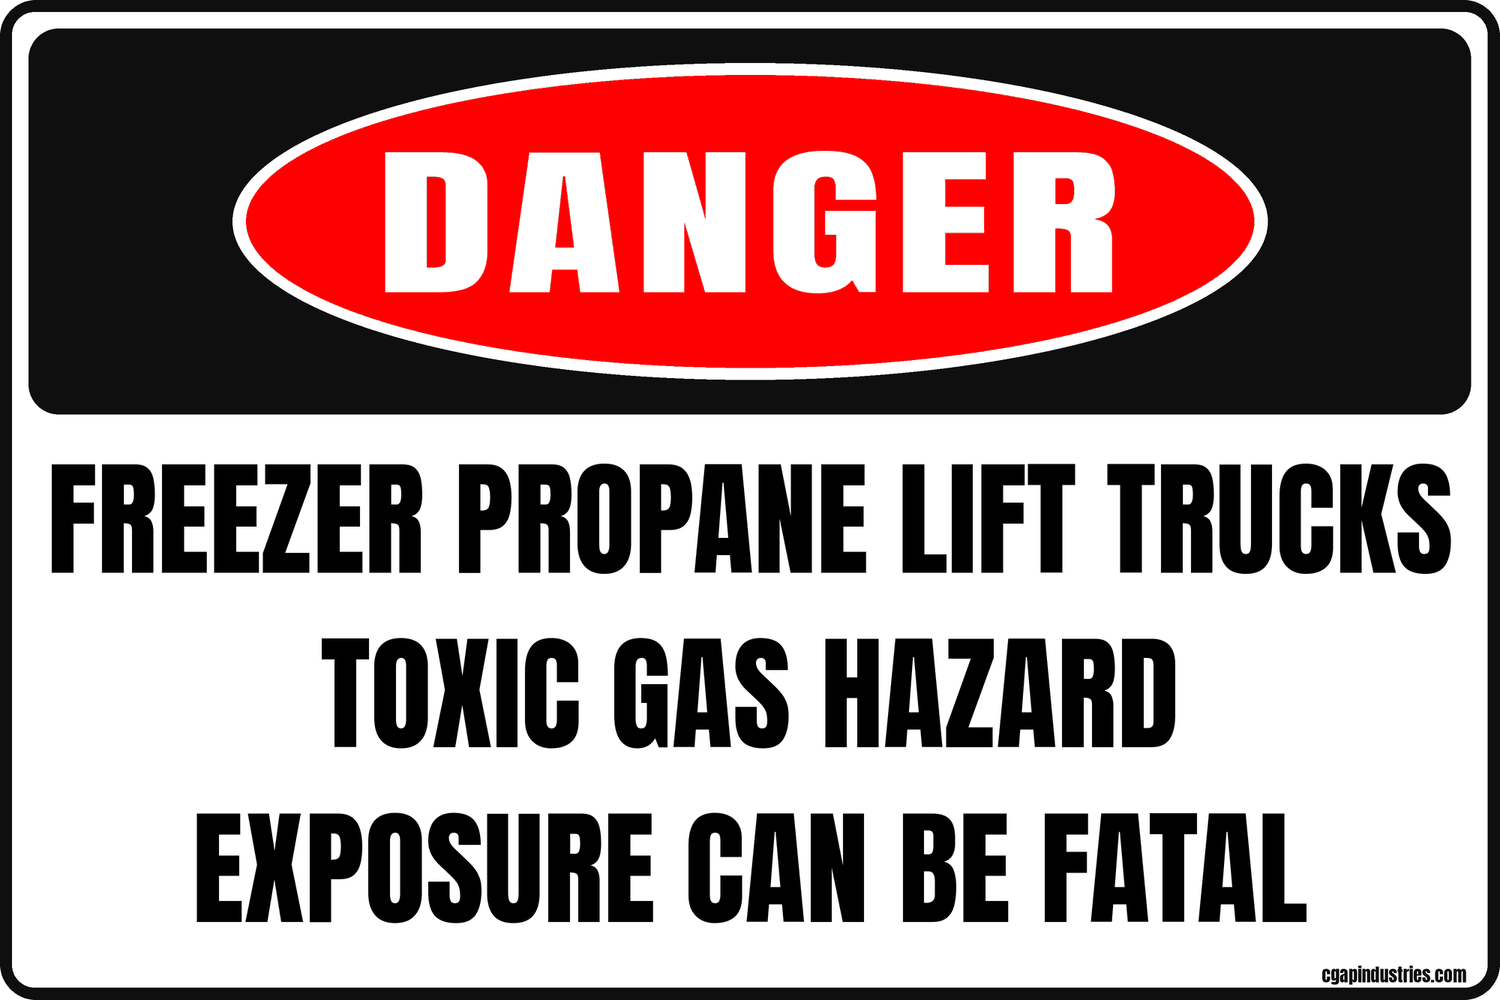 DANGER
FREEZER PROPANE LIFT TRUCKS
TOXIC GAS HAZARD
EXPOSURE CAN BE FATAL
cgapindustries.com